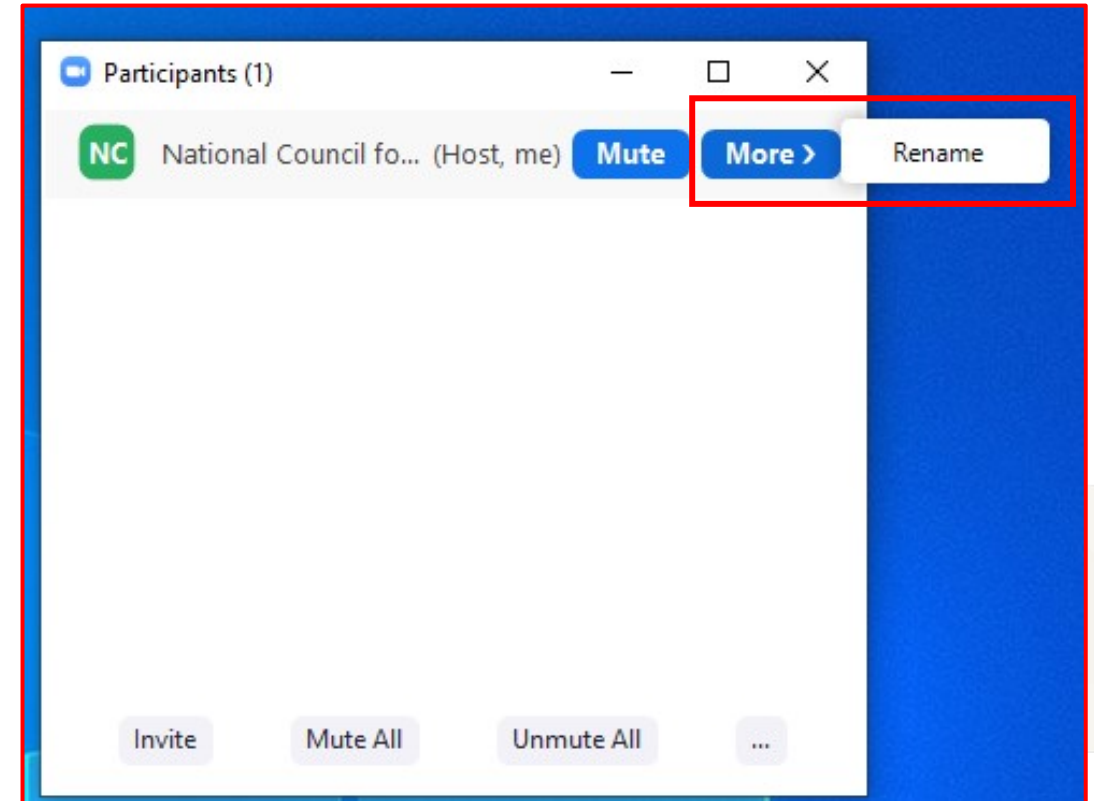 Participants (1)
NC National Council fo... (Host, me) Mute More > Rename
Invite Mute All Unmute All ...